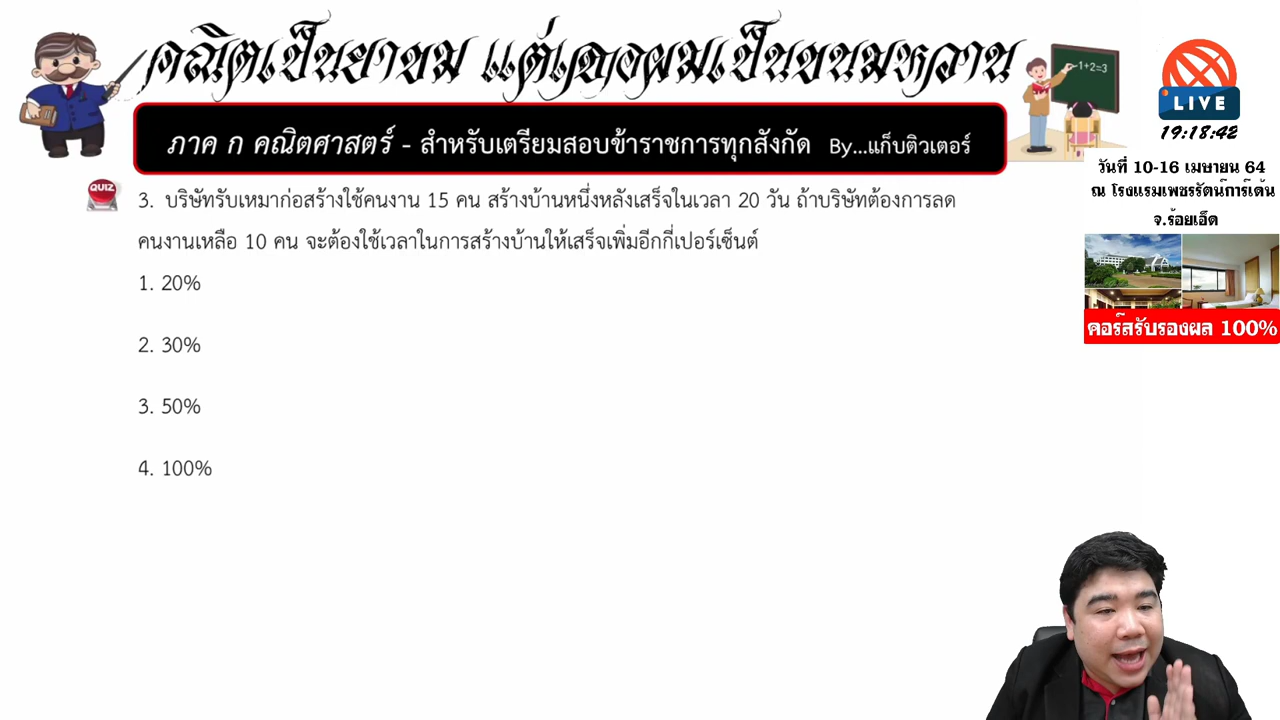 คณิตเป็นยาขม แต่เจอผมเป็นขนมหวาน
-1+2=3
LIVE
19:18:42
ภาค ก คณิตศาสตร์ - สำหรับเตรียมสอบข้าราชการทุกสังกัด By...แก็บติวเตอร์
วันที่ 10-16 เมษายน 64
ณ โรงแรมเพชรรัตน์การ์เด้น
จ.ร้อยเอ็ด
คอร์สรับรองผล 100%
QUIZ
3. บริษัทรับเหมาก่อสร้างใช้คนงาน 15 คน สร้างบ้านหนึ่งหลังเสร็จในเวลา 20 วัน ถ้าบริษัทต้องการลด
คนงานเหลือ 10 คน จะต้องใช้เวลาในการสร้างบ้านให้เสร็จเพิ่มอีกกี่เปอร์เซ็นต์
1. 20%
2. 30%
3. 50%
4. 100%